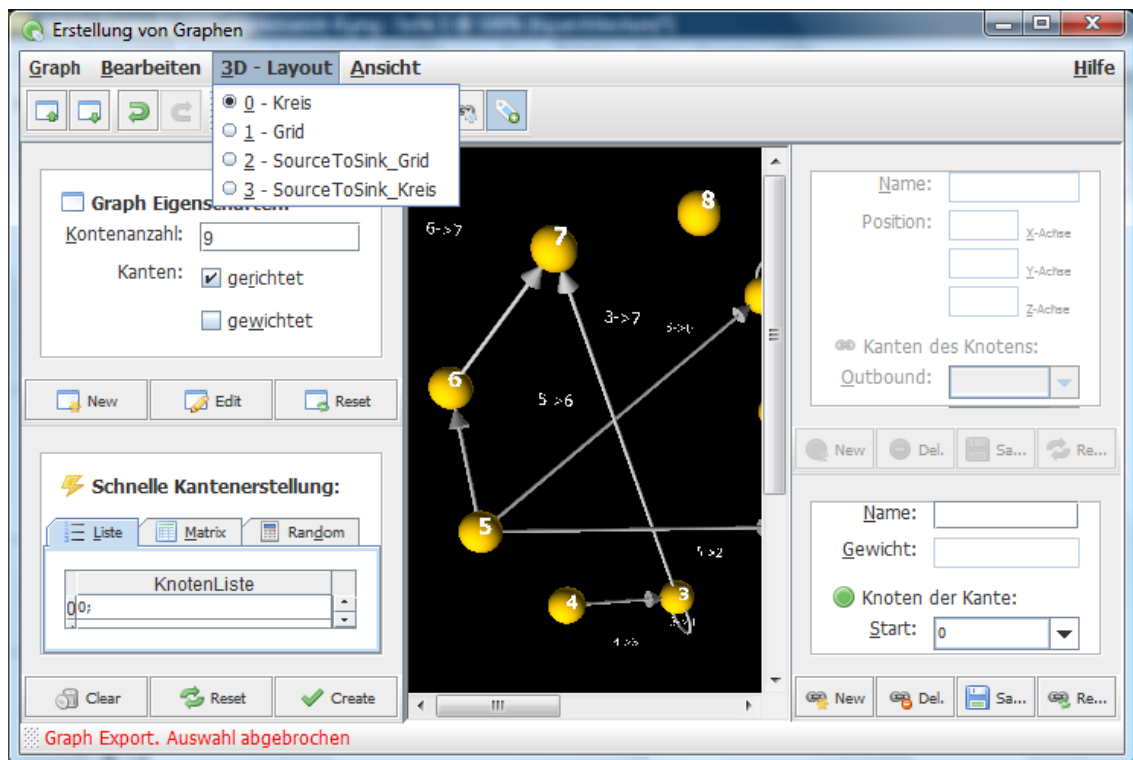 Erstellung von Graphen
Graph Bearbeiten 3D - Layout Ansicht Hilfe
0 - Kreis
1 - Grid
2 - SourceToSink_Grid
3 - SourceToSink_Kreis
Graph Eigenschaften:
Kontenanzahl: 9
Kanten: gerichtet
gewichtet
New Edit Reset
Schnelle Kantenerstellung:
Liste Matrix Random
KnotenListe
0 0;
Clear Reset Create
8
6->7
7
3->7
6
5->6
5
5->2
4
3
Name:
Position: X-Achse
Y-Achse
Z-Achse
Kanten des Knotens:
Outbound:
New Del. Sa... Re...
Name:
Gewicht:
Knoten der Kante:
Start: 0
New Del. Sa... Re...
Graph Export. Auswahl abgebrochen